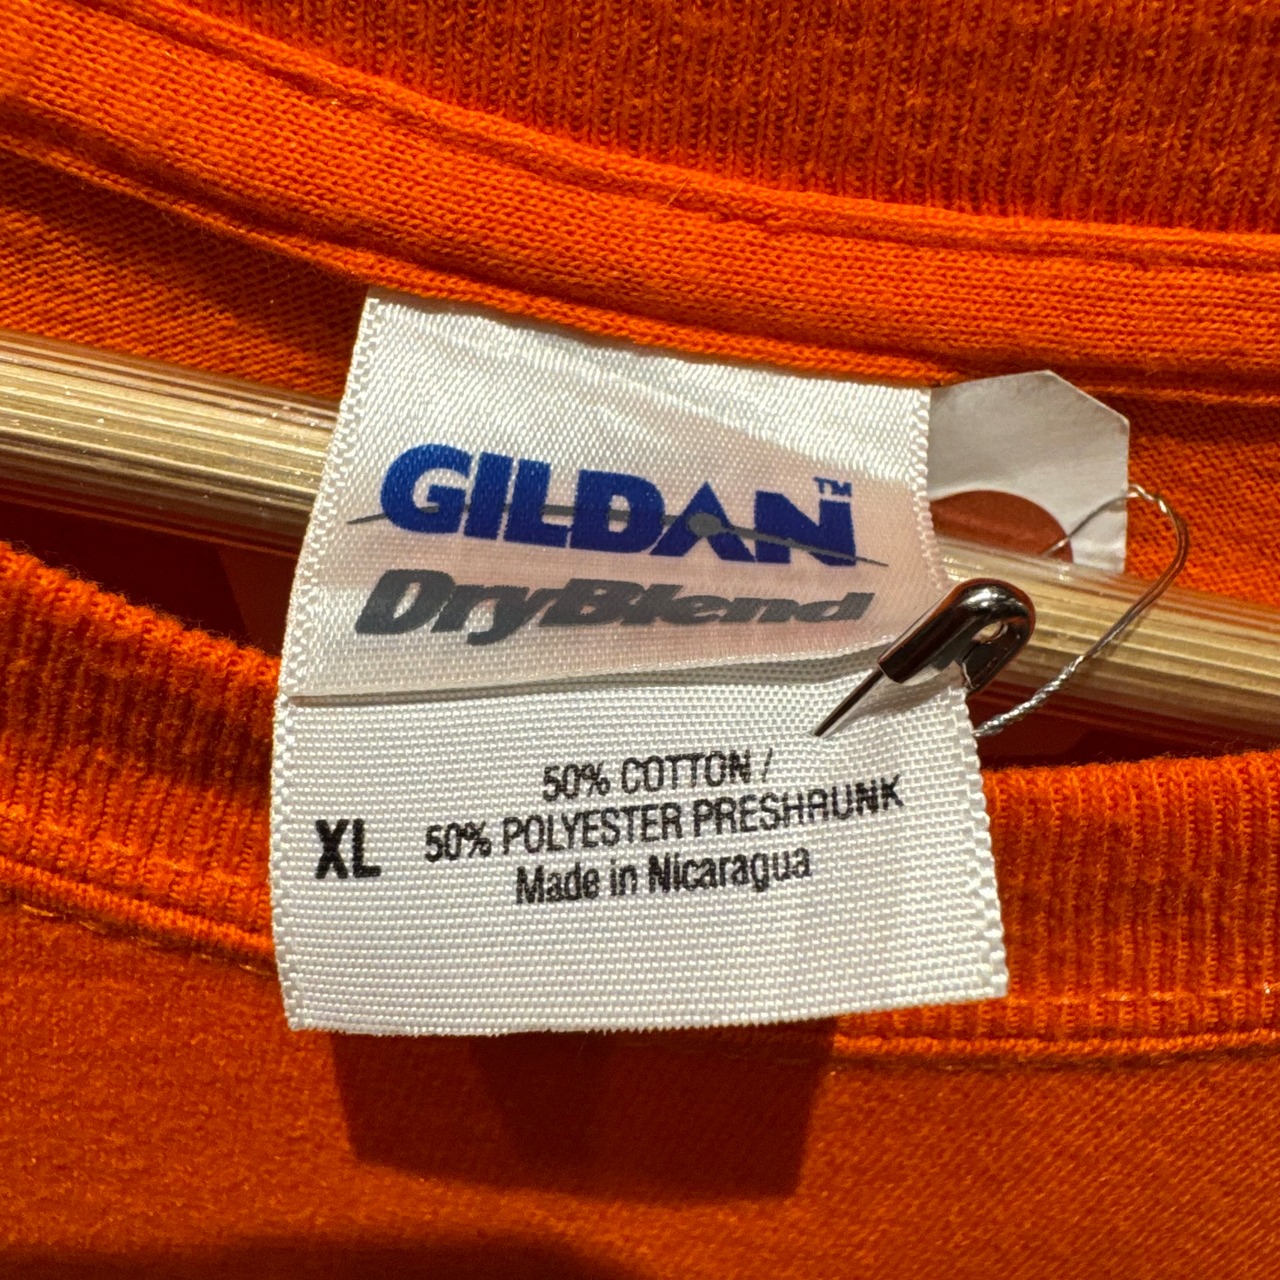 GILDAN™
DryBlend
50% COTTON /
XL 50% POLYESTER PRESHRUNK
Made in Nicaragua